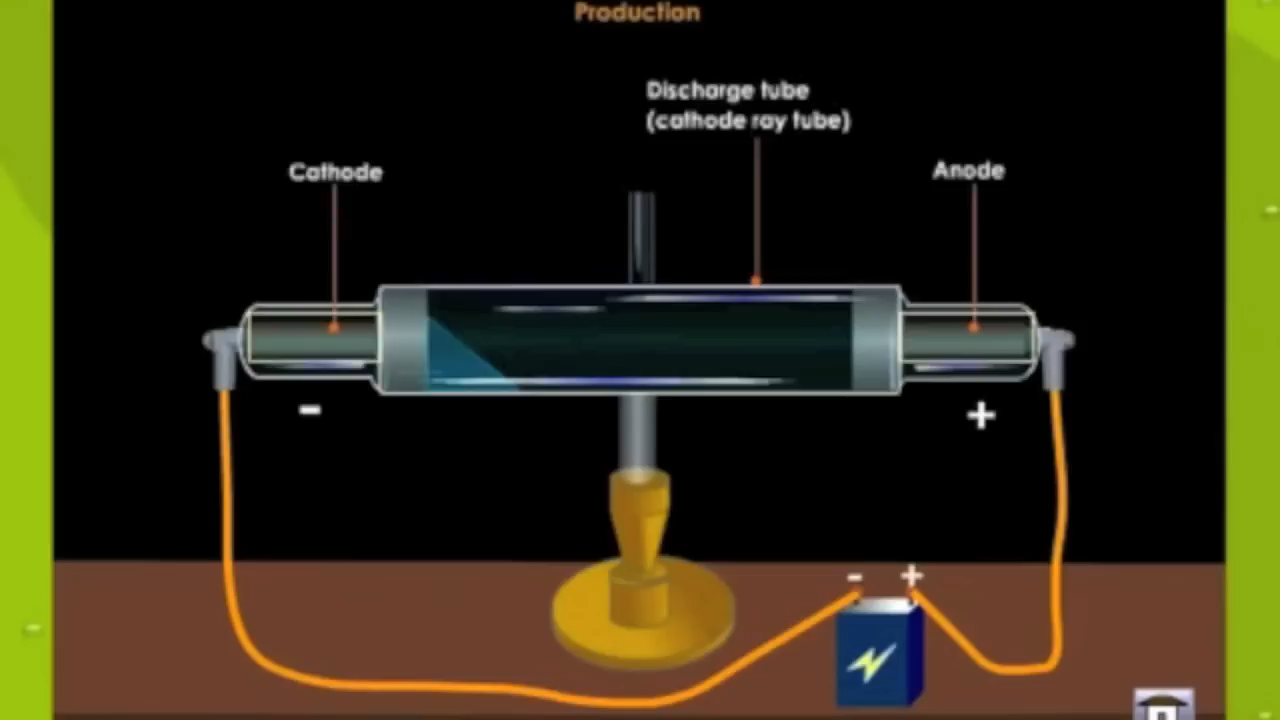 Production
Discharge tube
(cathode ray tube)
Cathode
Anode
- +
- +